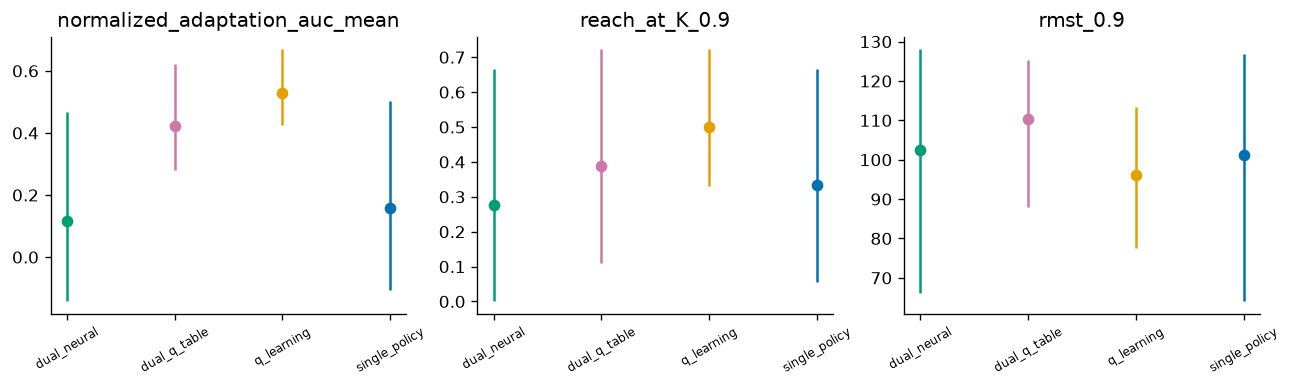 normalized_adaptation_auc_mean
0.6
0.4
0.2
0.0
dual_neural
dual_q_table
q_learning
single_policy
reach_at_K_0.9
0.7
0.6
0.5
0.4
0.3
0.2
0.1
0.0
dual_neural
dual_q_table
q_learning
single_policy
rmst_0.9
130
120
110
100
90
80
70
dual_neural
dual_q_table
q_learning
single_policy